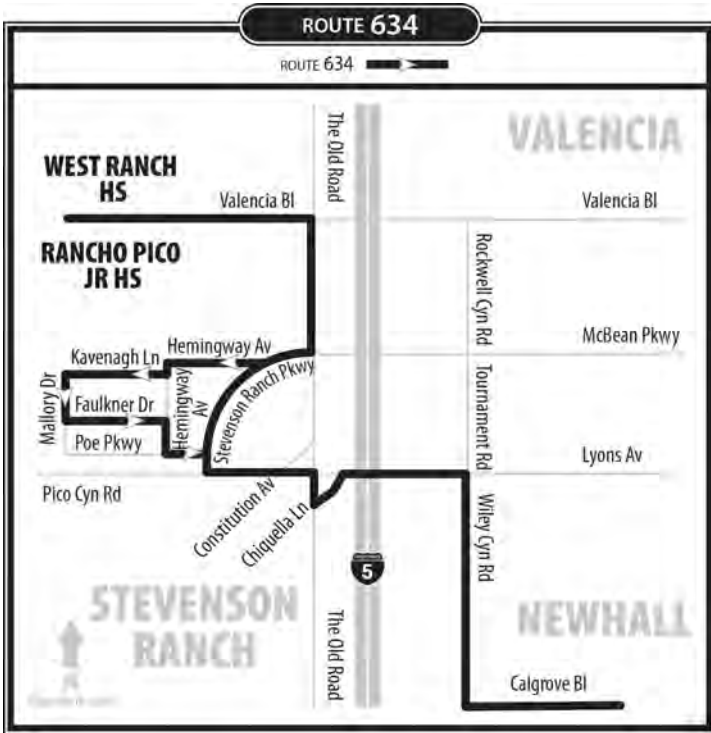 ROUTE 634
ROUTE 634
VALENCIA
The Old Road
WEST RANCH
HS
Valencia Bl
Valencia Bl
RANCHO PICO
JR HS
Rockwell Cyn Rd
McBean Pkwy
Hemingway Av
Kavenagh Ln
Stevenson Ranch Pkwy
Hemingway
Av
Tournament Rd
Mallory Dr
Faulkner Dr
Poe Pkwy
Lyons Av
Pico Cyn Rd
Constitution Av
Chiquella Ln
Wiley Cyn Rd
5
STEVENSON
RANCH
The Old Road
NEWHALL
N
Calgrove Bl